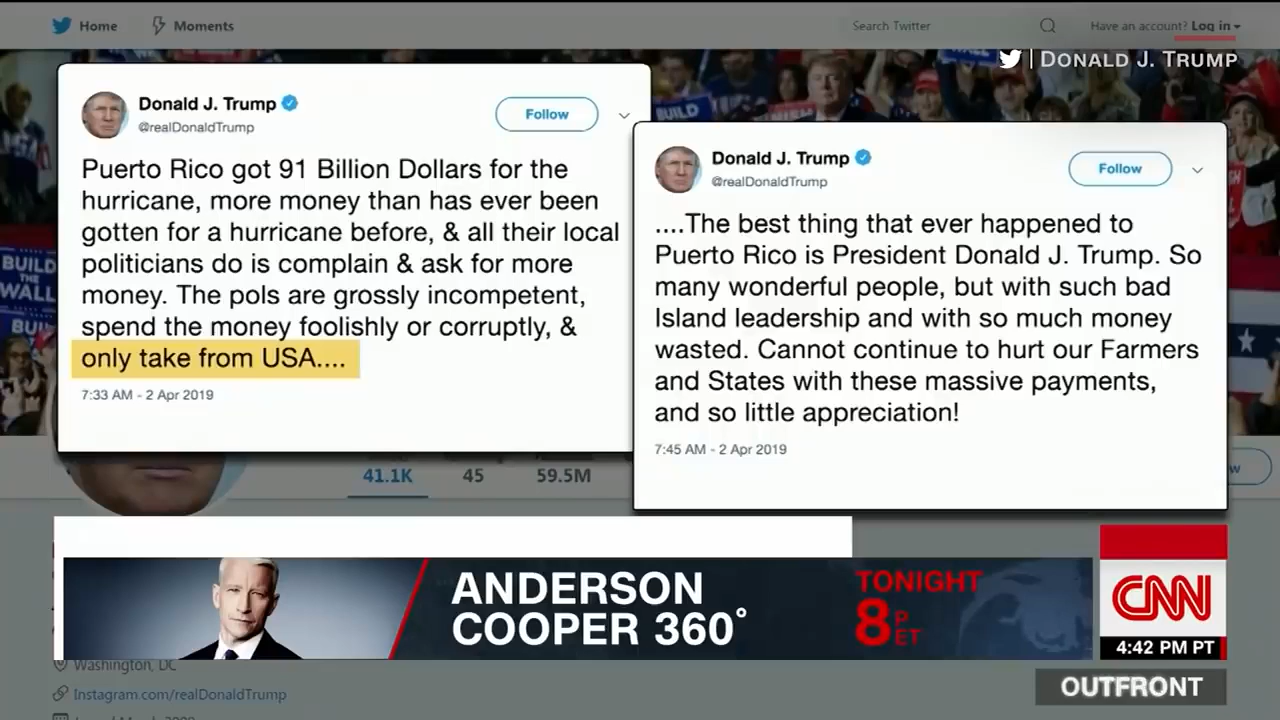 Home
Moments
Search Twitter
Have an account? Log in
DONALD J. TRUMP
Donald J. Trump
@realDonaldTrump
Follow
Puerto Rico got 91 Billion Dollars for the
hurricane, more money than has ever been
gotten for a hurricane before, & all their local
politicians do is complain & ask for more
money. The pols are grossly incompetent,
spend the money foolishly or corruptly, &
only take from USA....
7:33 AM - 2 Apr 2019
Donald J. Trump
@realDonaldTrump
Follow
....The best thing that ever happened to
Puerto Rico is President Donald J. Trump. So
many wonderful people, but with such bad
Island leadership and with so much money
wasted. Cannot continue to hurt our Farmers
and States with these massive payments,
and so little appreciation!
7:45 AM - 2 Apr 2019
BUILD
THE
WALL
BUILD
41.1K 45 59.5M
ANDERSON
COOPER 360°
TONIGHT
8 P
ET
CNN
4:42 PM PT
OUTFRONT
Washington, DC
Instagram.com/realDonaldTrump